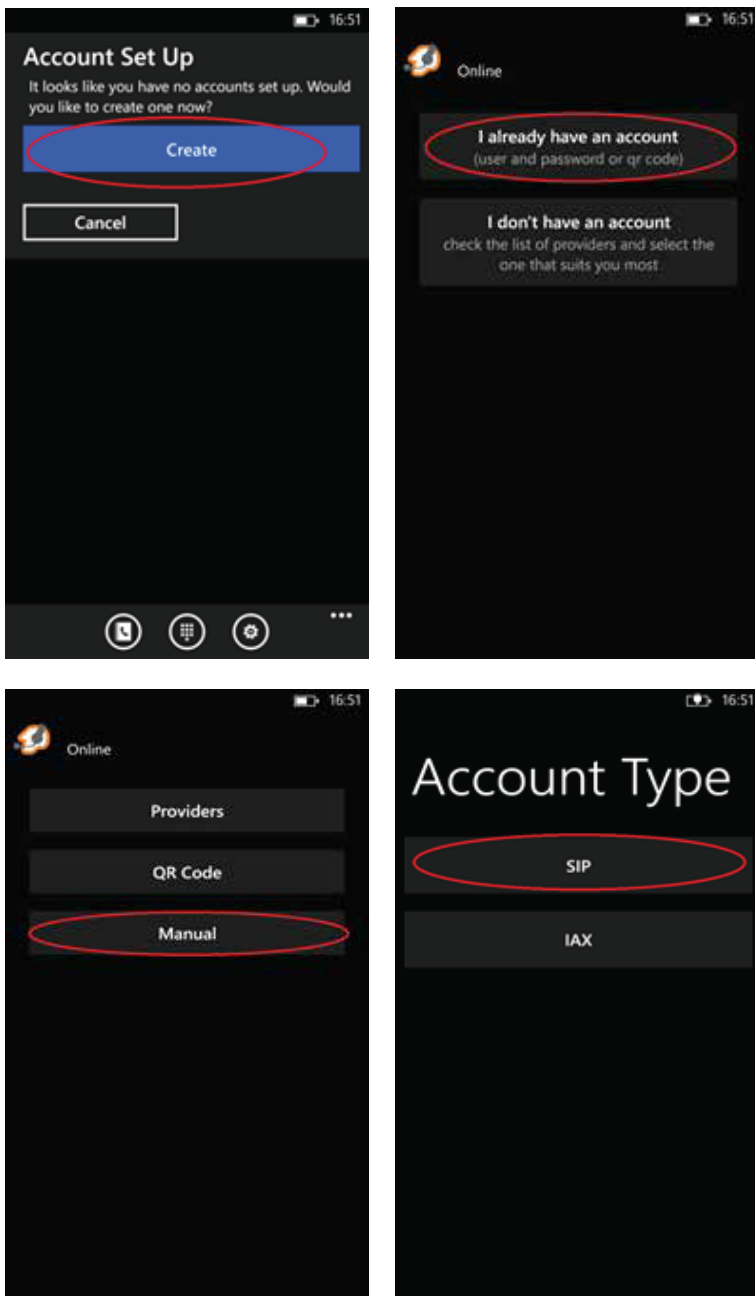 16:51
Account Set Up
It looks like you have no accounts set up. Would
you like to create one now?
Create
Cancel
16:51
Online
I already have an account
(user and password or qr code)
I don't have an account
check the list of providers and select the
one that suits you most
16:51
Online
Providers
QR Code
Manual
16:51
Account Type
SIP
IAX